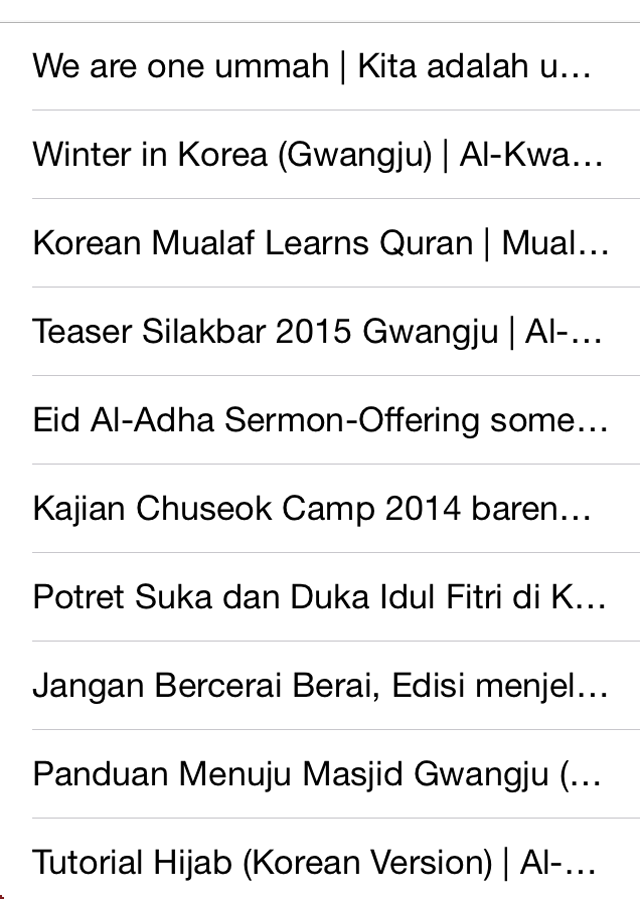 We are one ummah | Kita adalah u...
Winter in Korea (Gwangju) | Al-Kwa...
Korean Mualaf Learns Quran | Mual...
Teaser Silakbar 2015 Gwangju | Al-...
Eid Al-Adha Sermon-Offering some...
Kajian Chuseok Camp 2014 baren...
Potret Suka dan Duka Idul Fitri di K...
Jangan Bercerai Berai, Edisi menjel...
Panduan Menuju Masjid Gwangju (...
Tutorial Hijab (Korean Version) | Al-...